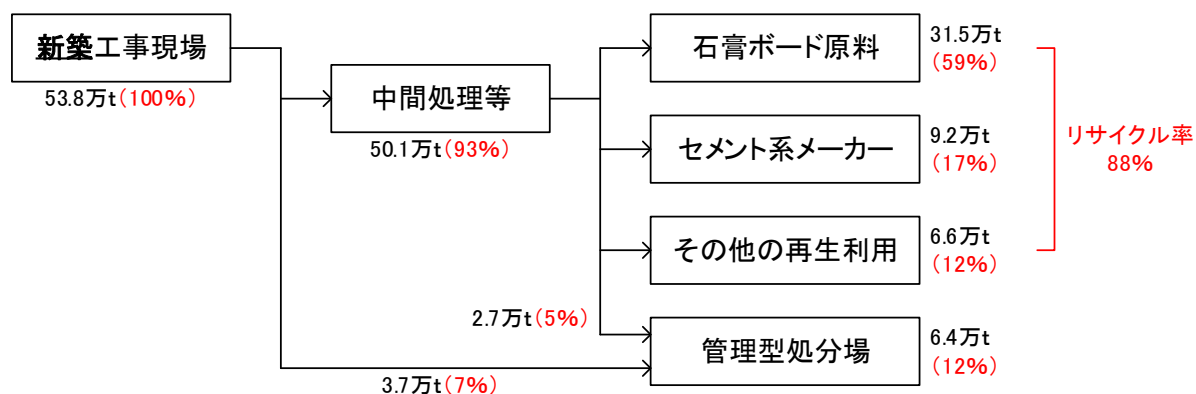 新築工事現場
53.8万t(100%)
中間処理等
50.1万t(93%)
石膏ボード原料
31.5万t
(59%)
セメント系メーカー
9.2万t
(17%)
リサイクル率
88%
その他の再生利用
6.6万t
(12%)
2.7万t(5%)
管理型処分場
6.4万t
(12%)
3.7万t(7%)